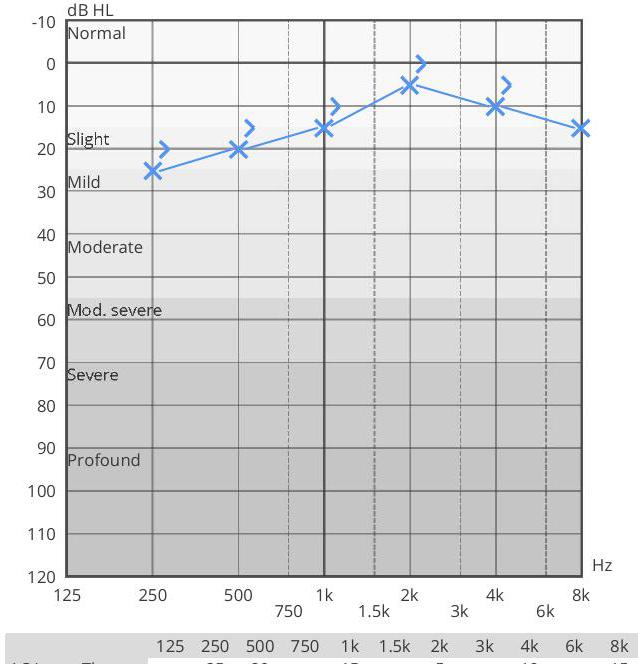 dB HL
-10
Normal
0
10
Slight
20
Mild
30
40
Moderate
50
Mod. severe
60
70
Severe
80
90
Profound
100
110
120
Hz
125 250 500 1k 2k 4k 8k
750 1.5k 3k 6k
125 250 500 750 1k 1.5k 2k 3k 4k 6k 8k